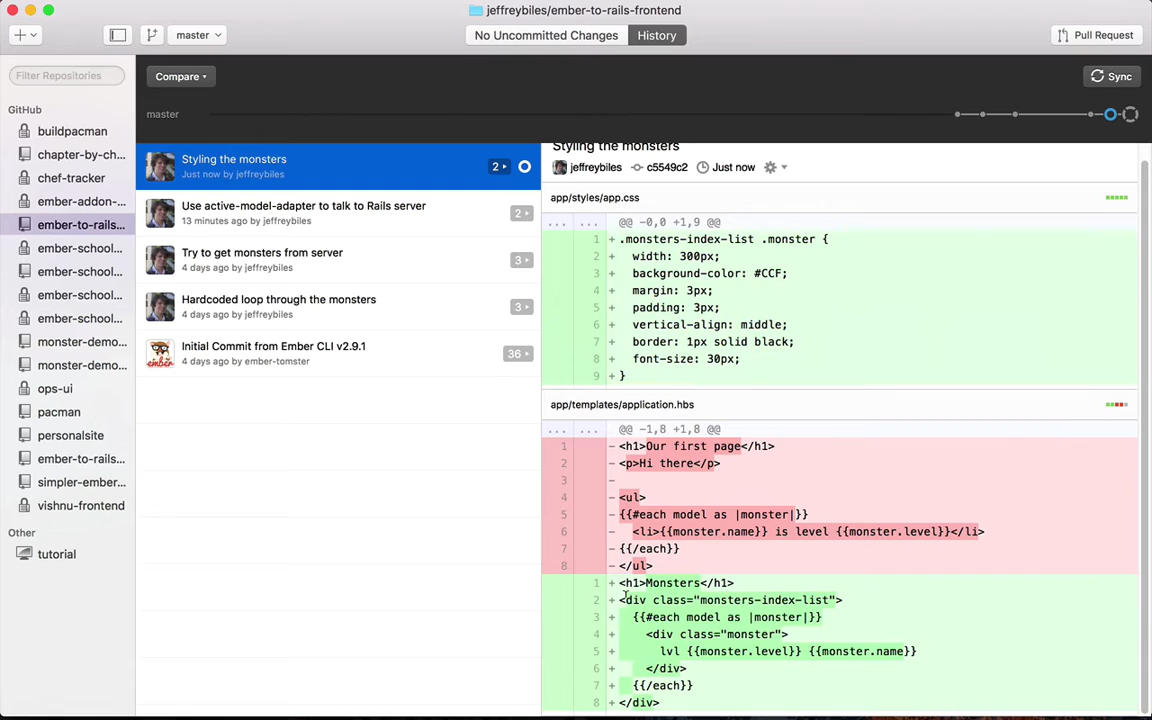 jeffreybiles/ember-to-rails-frontend
master
No Uncommitted Changes
History
Pull Request
Filter Repositories
Compare
Sync
master
GitHub
buildpacman
chapter-by-ch...
chef-tracker
ember-addon-...
ember-to-rails...
ember-school...
ember-school...
ember-school...
ember-school...
monster-demo...
monster-demo...
ops-ui
pacman
personalsite
ember-to-rails...
simpler-ember...
vishnu-frontend
Other
tutorial
Styling the monsters
Just now by jeffreybiles
2
Use active-model-adapter to talk to Rails server
13 minutes ago by jeffreybiles
2
Try to get monsters from server
4 days ago by jeffreybiles
3
Hardcoded loop through the monsters
4 days ago by jeffreybiles
3
Initial Commit from Ember CLI v2.9.1
4 days ago by ember-tomster
36
Styling the monsters
jeffreybiles c5549c2 Just now
app/styles/app.css
... ... @@ -0,0 +1,9 @@
1 + .monsters-index-list .monster {
2 + width: 300px;
3 + background-color: #CCF;
4 + margin: 3px;
5 + padding: 3px;
6 + vertical-align: middle;
7 + border: 1px solid black;
8 + font-size: 30px;
9 + }
app/templates/application.hbs
... ... @@ -1,8 +1,8 @@
1 - <h1>Our first page</h1>
2 - <p>Hi there</p>
3 -
4 - <ul>
5 - {{#each model as |monster|}}
6 - <li>{{monster.name}} is level {{monster.level}}</li>
7 - {{/each}}
8 - </ul>
1 + <h1>Monsters</h1>
2 + <div class="monsters-index-list">
3 + {{#each model as |monster|}}
4 + <div class="monster">
5 + lvl {{monster.level}} {{monster.name}}
6 + </div>
7 + {{/each}}
8 + </div>